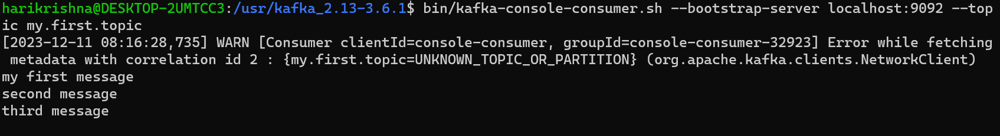 harikrishna@DESKTOP-2UMTCC3:/usr/kafka_2.13-3.6.1$ bin/kafka-console-consumer.sh --bootstrap-server localhost:9092 --top
ic my.first.topic
[2023-12-11 08:16:28,735] WARN [Consumer clientId=console-consumer, groupId=console-consumer-32923] Error while fetching
 metadata with correlation id 2 : {my.first.topic=UNKNOWN_TOPIC_OR_PARTITION} (org.apache.kafka.clients.NetworkClient)
my first message
second message
third message